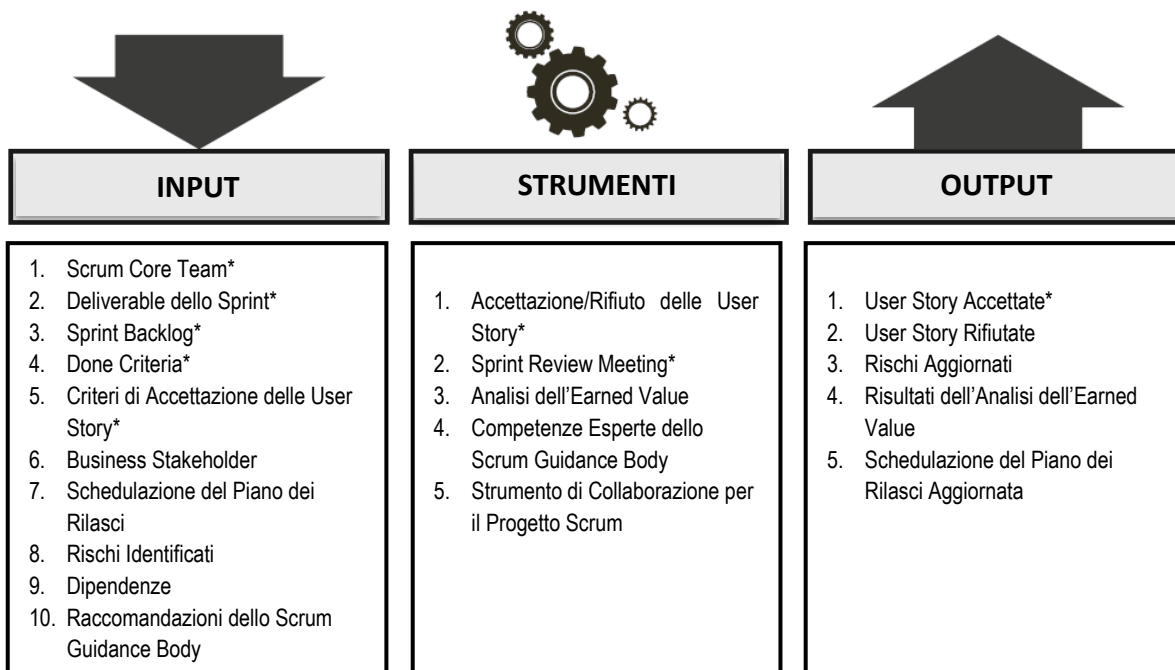 INPUT
1. Scrum Core Team*
2. Deliverable dello Sprint*
3. Sprint Backlog*
4. Done Criteria*
5. Criteri di Accettazione delle User
Story*
6. Business Stakeholder
7. Schedulazione del Piano dei
Rilasci
8. Rischi Identificati
9. Dipendenze
10. Raccomandazioni dello Scrum
Guidance Body
STRUMENTI
1. Accettazione/Rifiuto delle User
Story*
2. Sprint Review Meeting*
3. Analisi dell’Earned Value
4. Competenze Esperte dello
Scrum Guidance Body
5. Strumento di Collaborazione per
il Progetto Scrum
OUTPUT
1. User Story Accettate*
2. User Story Rifiutate
3. Rischi Aggiornati
4. Risultati dell’Analisi dell’Earned
Value
5. Schedulazione del Piano dei
Rilasci Aggiornata